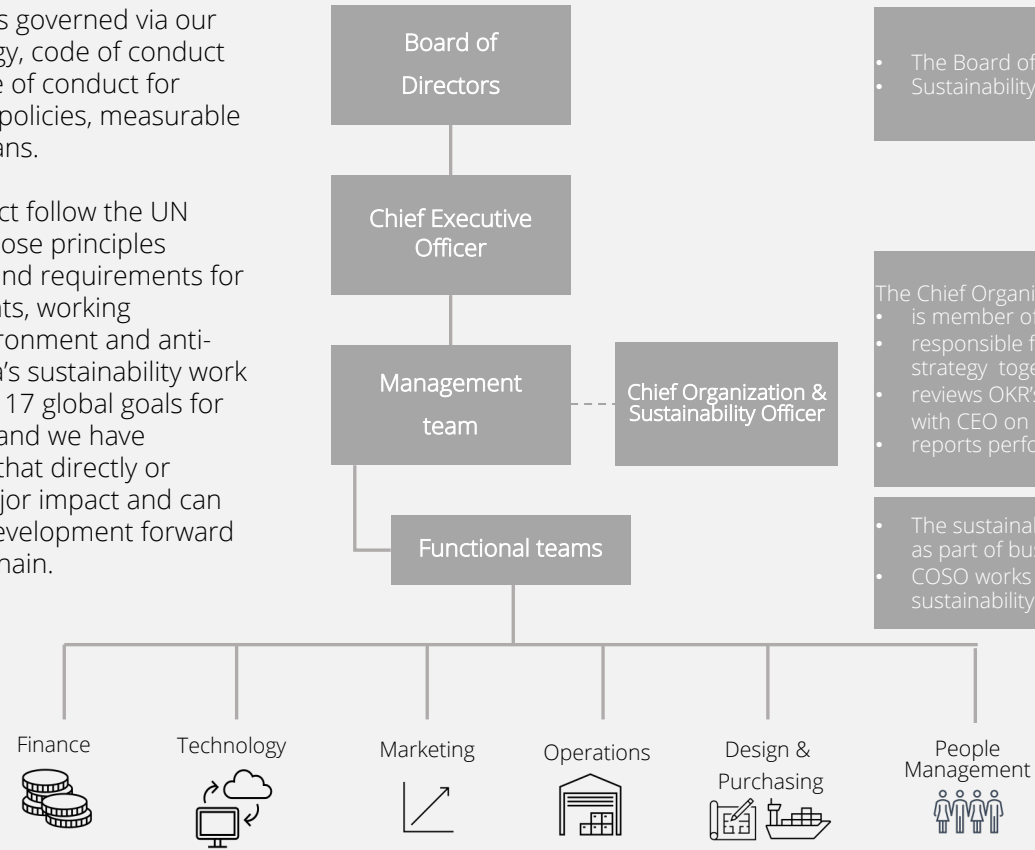 s governed via our
gy, code of conduct
e of conduct for
policies, measurable
ans.
ct follow the UN
ose principles
nd requirements for
nts, working
ronment and anti-
a's sustainability work
17 global goals for
and we have
that directly or
jor impact and can
evelopment forward
hain.
Board of
Directors
Chief Executive
Officer
Management
team
Chief Organization &
Sustainability Officer
Functional teams
• The Board of
• Sustainability
The Chief Organi
• is member of
• responsible f
strategy toge
• reviews OKR's
with CEO on
• reports perfo
• The sustaina
as part of bus
• COSO works
sustainability
Finance
Technology
Marketing
Operations
Design &
Purchasing
People
Management